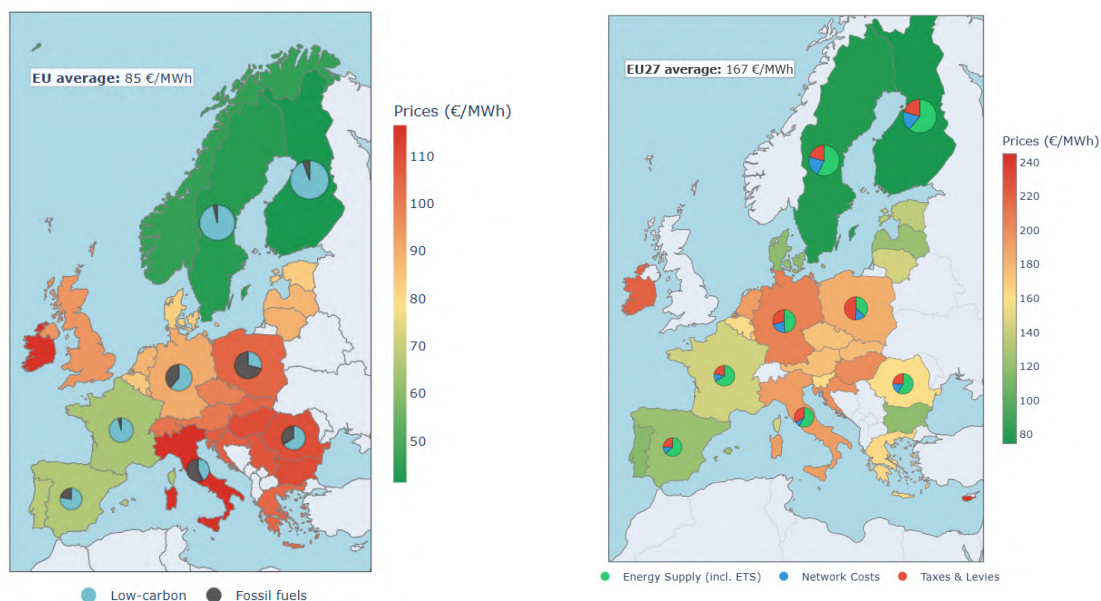 EU average: 85 €/MWh
Prices (€/MWh)
110
100
90
80
70
60
50
Low-carbon
Fossil fuels
EU27 average: 167 €/MWh
Prices (€/MWh)
240
220
200
180
160
140
120
100
80
Energy Supply (incl. ETS)
Network Costs
Taxes & Levies